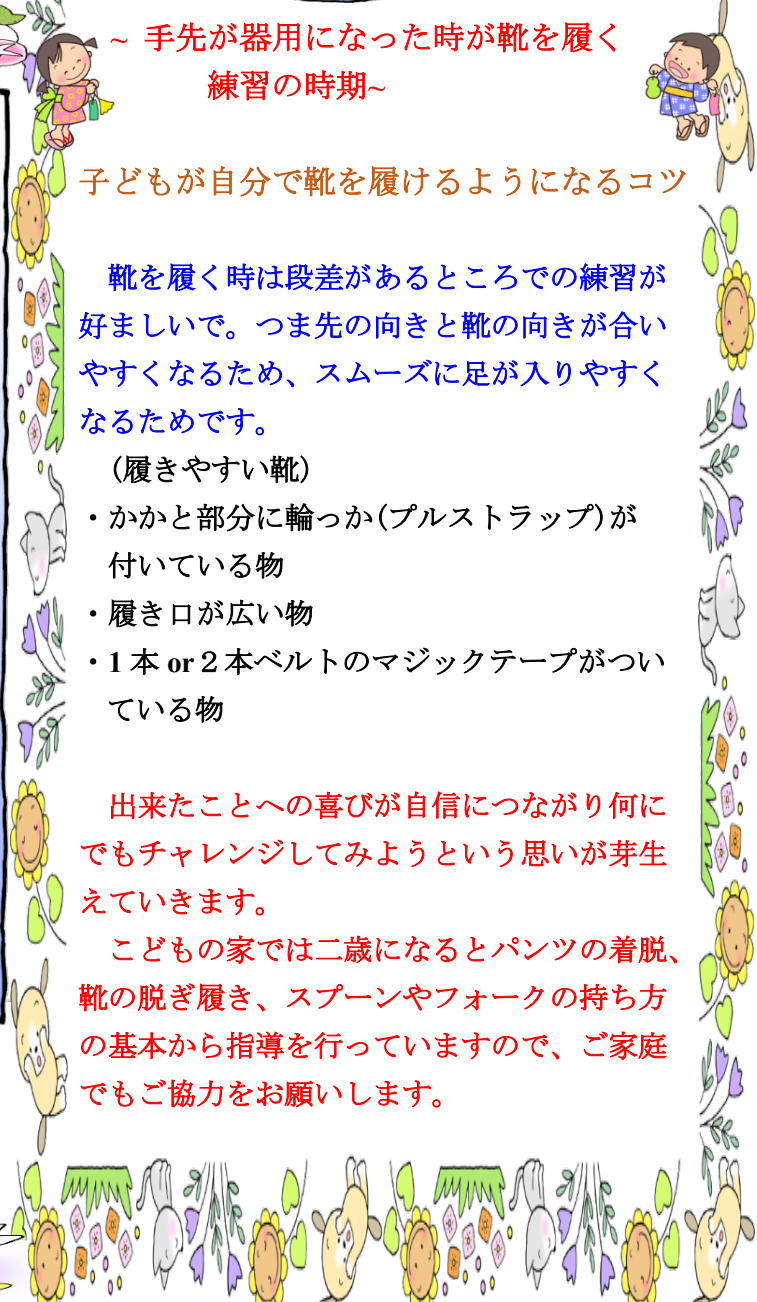 ~ 手先が器用になった時が靴を履く
練習の時期~
子どもが自分で靴を履けるようになるコツ
靴を履く時は段差があるところでの練習が
好ましいで。つま先の向きと靴の向きが合い
やすくなるため、スムーズに足が入りやすく
なるためです。
(履きやすい靴)
・かかと部分に輪っか(プルストラップ)が
付いている物
・履き口が広い物
・1本or２本ベルトのマジックテープがつい
ている物
出来たことへの喜びが自信につながり何に
でもチャレンジしてみようという思いが芽生
えていきます。
こどもの家では二歳になるとパンツの着脱、
靴の脱ぎ履き、スプーンやフォークの持ち方
の基本から指導を行っていますので、ご家庭
でもご協力をお願いします。